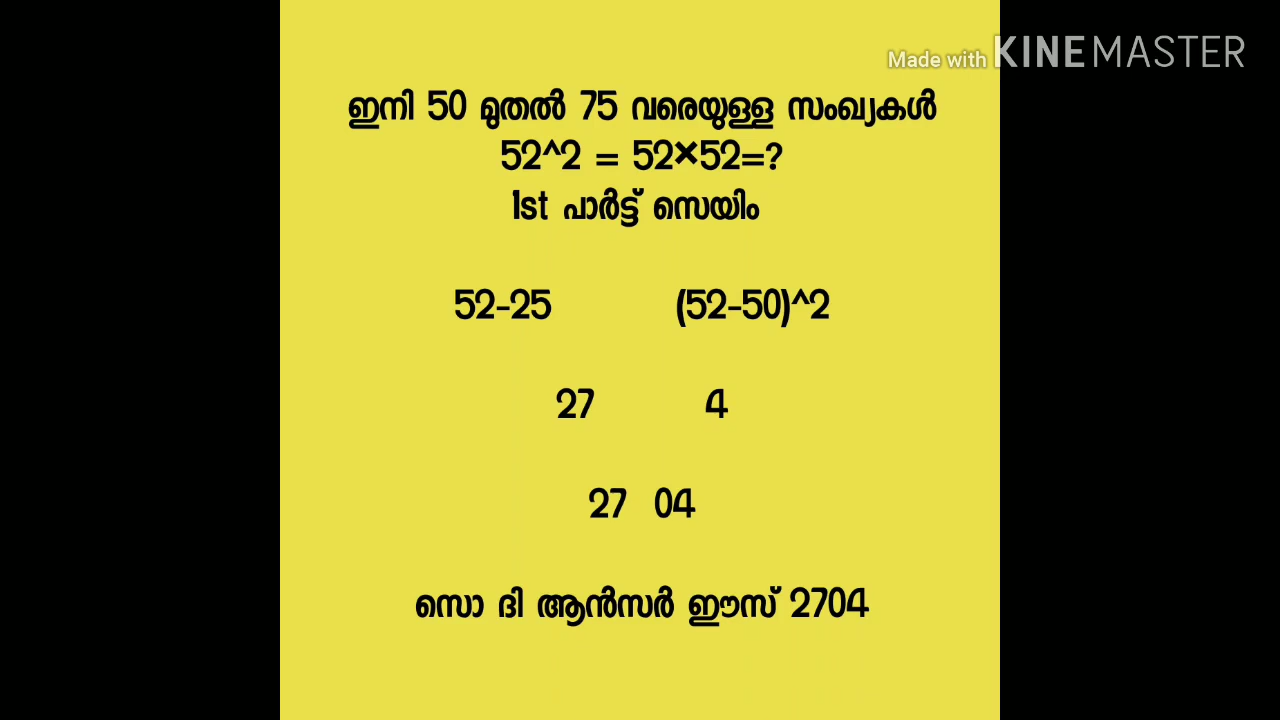 Made with KINEMASTER
ഇനി 50 മുതൽ 75 വരെയുള്ള സംഖ്യകൾ
52^2 = 52×52=?
1st പാർട്ട് സെയിം
52-25 (52-50)^2
27 4
27 04
സൊ ദി ആൻസർ ഈസ് 2704